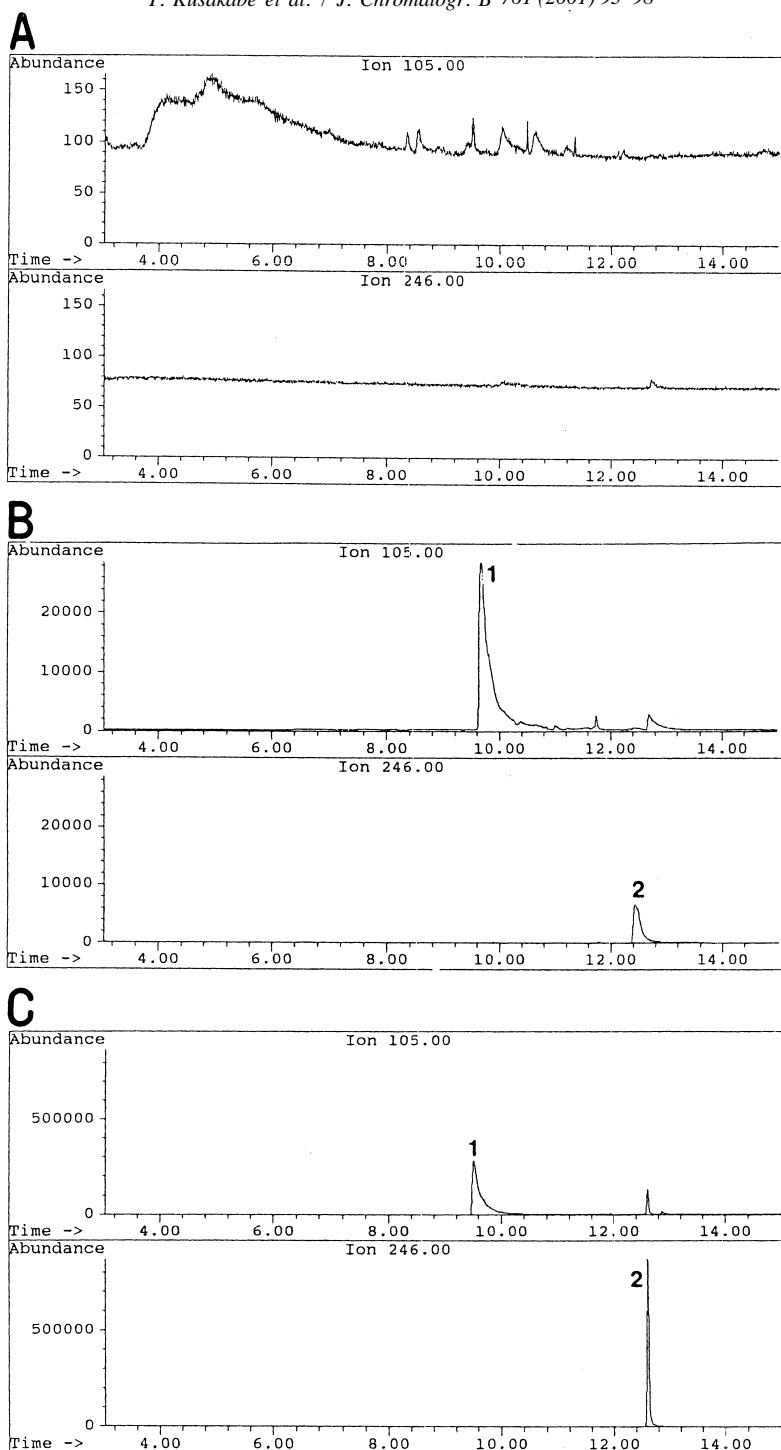 T. Kusakabe et al. / J. Chromatogr. B 761 (2001) 93–98
A
Abundance Ion 105.00
150
100
50
0
Time -> 4.00 6.00 8.00 10.00 12.00 14.00
Abundance Ion 246.00
150
100
50
0
Time -> 4.00 6.00 8.00 10.00 12.00 14.00
B
Abundance Ion 105.00
1
20000
10000
0
Time -> 4.00 6.00 8.00 10.00 12.00 14.00
Abundance Ion 246.00
20000
10000
2
0
Time -> 4.00 6.00 8.00 10.00 12.00 14.00
C
Abundance Ion 105.00
500000
1
0
Time -> 4.00 6.00 8.00 10.00 12.00 14.00
Abundance Ion 246.00
2
500000
0
Time -> 4.00 6.00 8.00 10.00 12.00 14.00